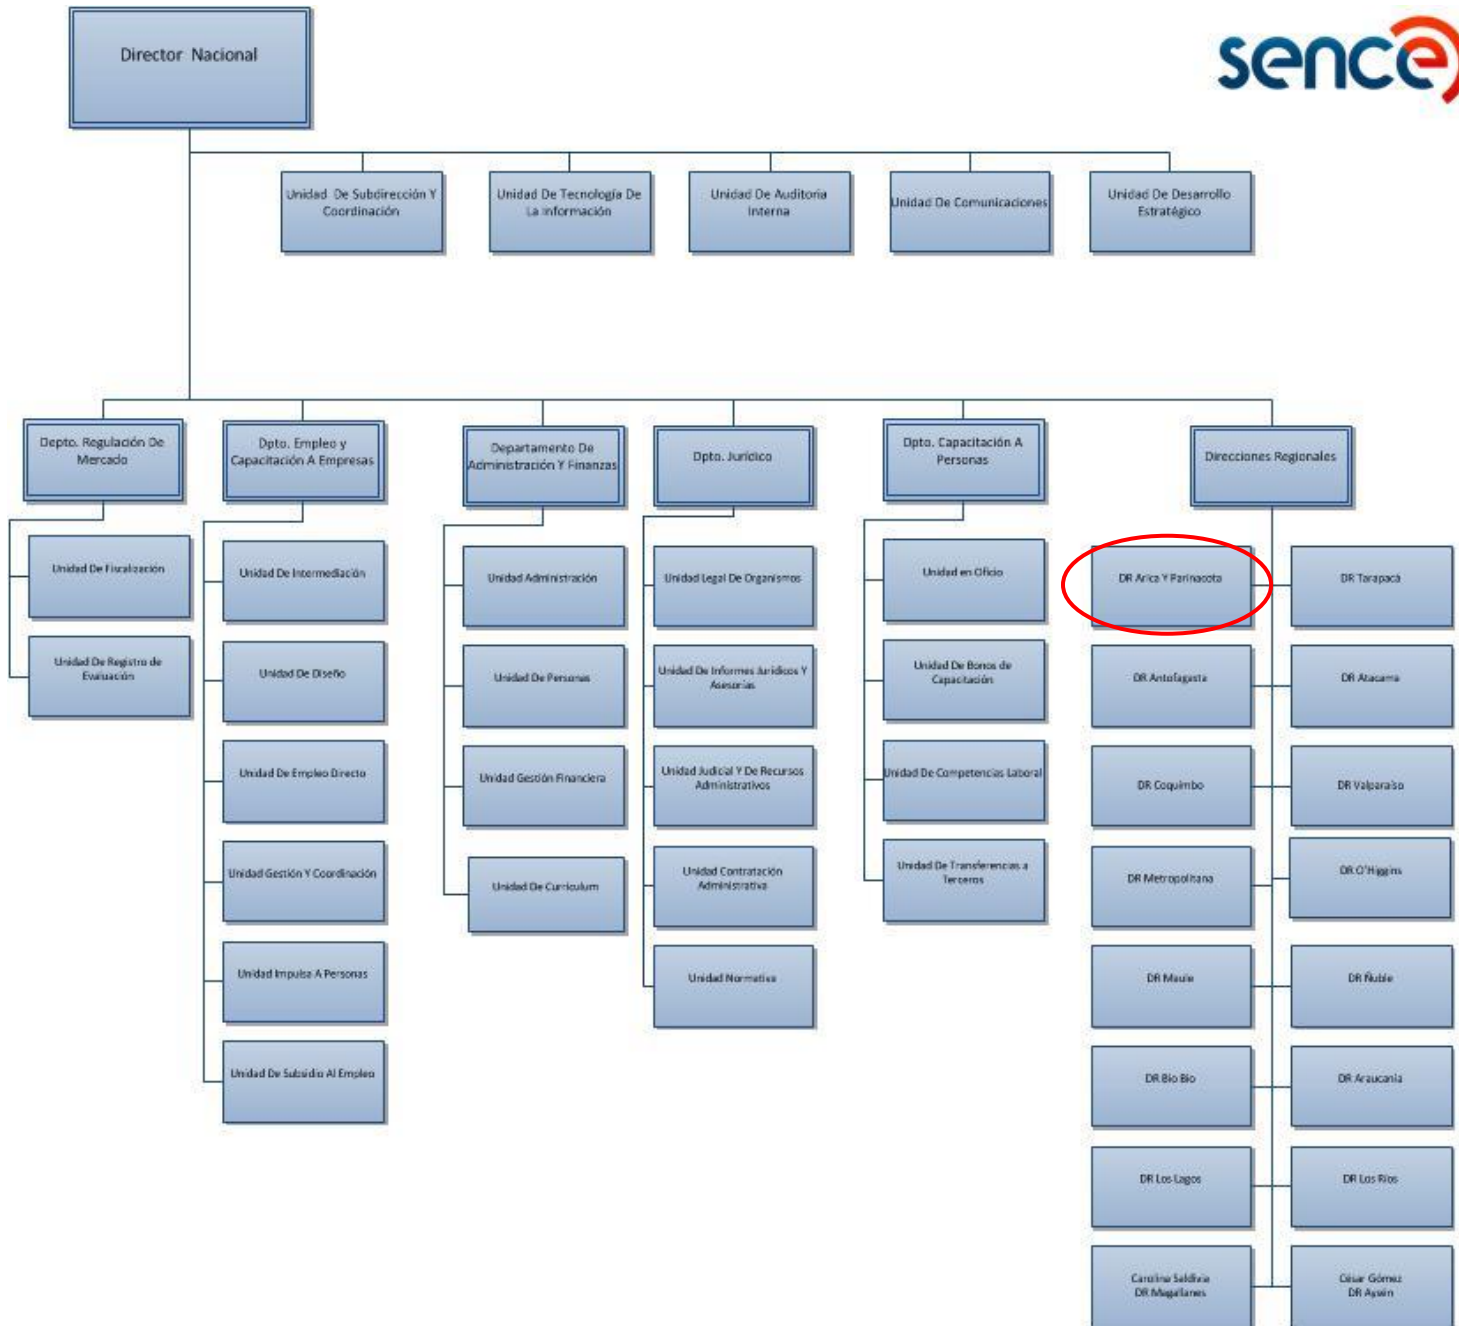 Director Nacional
sence
Unidad De Subdirección Y
Coordinación
Unidad De Tecnología De
La Información
Unidad De Auditoria
Interna
Unidad De Comunicaciones
Unidad De Desarrollo
Estratégico
Depto. Regulación De
Mercado
Dpto. Empleo y
Capacitación A Empresas
Departamento De
Administración Y Finanzas
Dpto. Jurídico
Dpto. Capacitación A
Personas
Direcciones Regionales
Unidad De Fiscalización
Unidad De Registro de
Evaluación
Unidad De Intermediación
Unidad De Diseño
Unidad De Empleo Directo
Unidad Gestión Y Coordinación
Unidad Impulsa A Personas
Unidad De Subsidio Al Empleo
Unidad Administración
Unidad De Personas
Unidad Gestión Financiera
Unidad De Curriculum
Unidad Legal De Organismos
Unidad De Informes Jurídicos Y
Asesorías
Unidad Judicial Y De Recursos
Administrativos
Unidad Contratación
Administrativa
Unidad Normativa
Unidad en Oficio
Unidad De Bonos de
Capacitación
Unidad De Competencias Laboral
Unidad De Transferencias a
Terceros
DR Arica Y Parinacota
DR Tarapacá
DR Antofagasta
DR Atacama
DR Coquimbo
DR Valparaíso
DR Metropolitana
DR O'Higgins
DR Maule
DR Ñuble
DR Bio Bio
DR Araucanía
DR Los Lagos
DR Los Ríos
Carolina Saldivia
DR Magallanes
César Gómez
DR Aysén